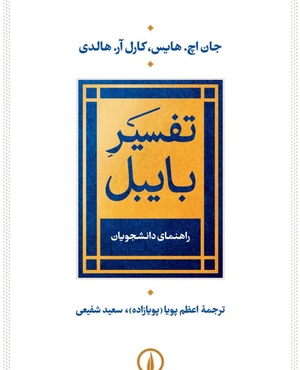 جان اچ. هایس، کارل آر. هالدی
تفسیرِ
بایبل
راهنمای دانشجویان
ترجمهٔ اعظم پویا (پویازاده)، سعید شفیعی